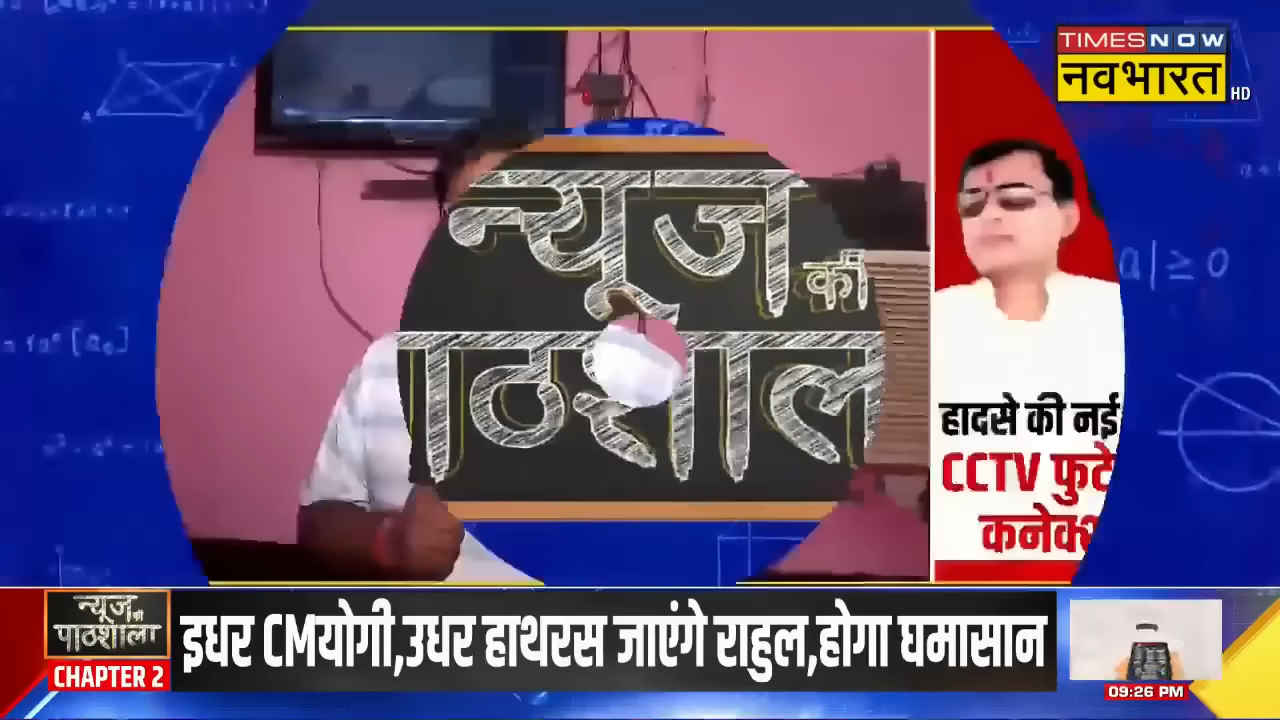 TIMES NOW
नवभारत
HD
न्यूज की
पाठशाला
हादसे की नई
CCTV
|a| ≥ 0
न्यूज की
पाठशाला
CHAPTER 2
इधर CMयोगी,उधर हाथरस जाएंगे राहुल,होगा घमासान
09:26 PM